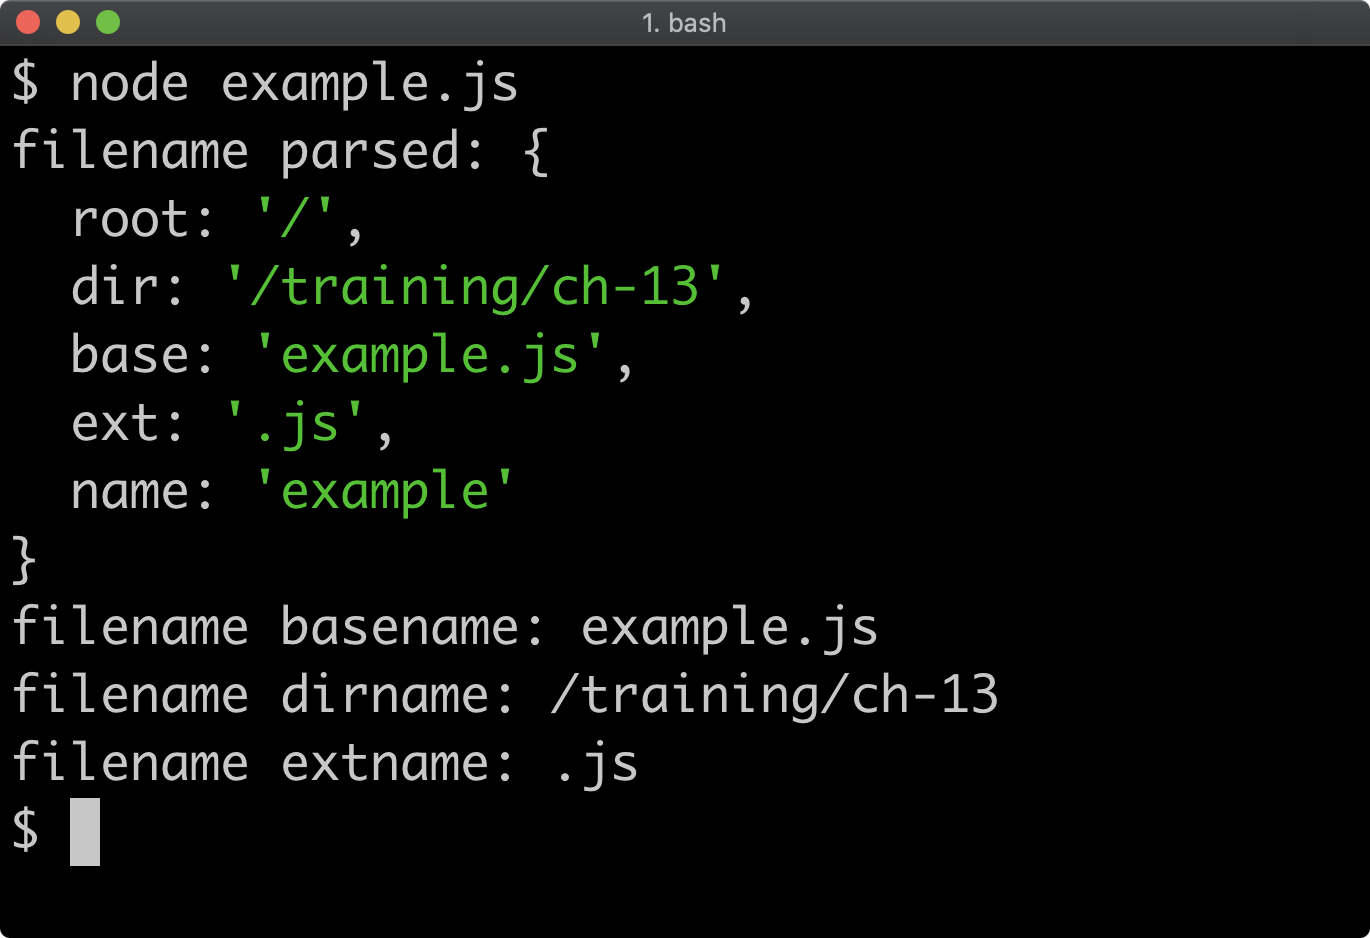 1. bash
$ node example.js
filename parsed: {
  root: '/',
  dir: '/training/ch-13',
  base: 'example.js',
  ext: '.js',
  name: 'example'
}
filename basename: example.js
filename dirname: /training/ch-13
filename extname: .js
$